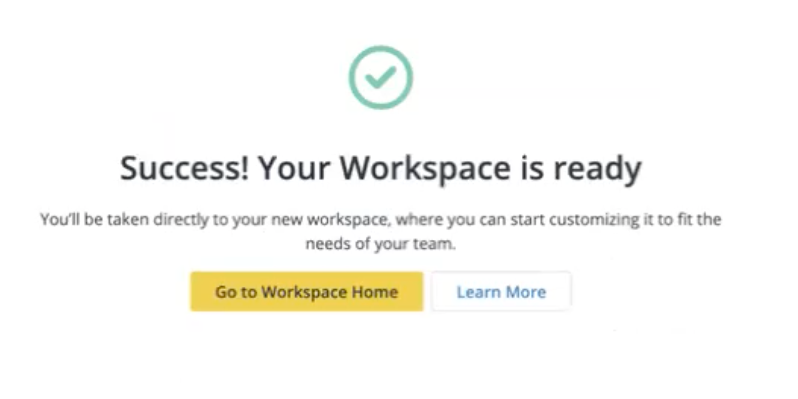 Success! Your Workspace is ready
You'll be taken directly to your new workspace, where you can start customizing it to fit the
needs of your team.
Go to Workspace Home
Learn More